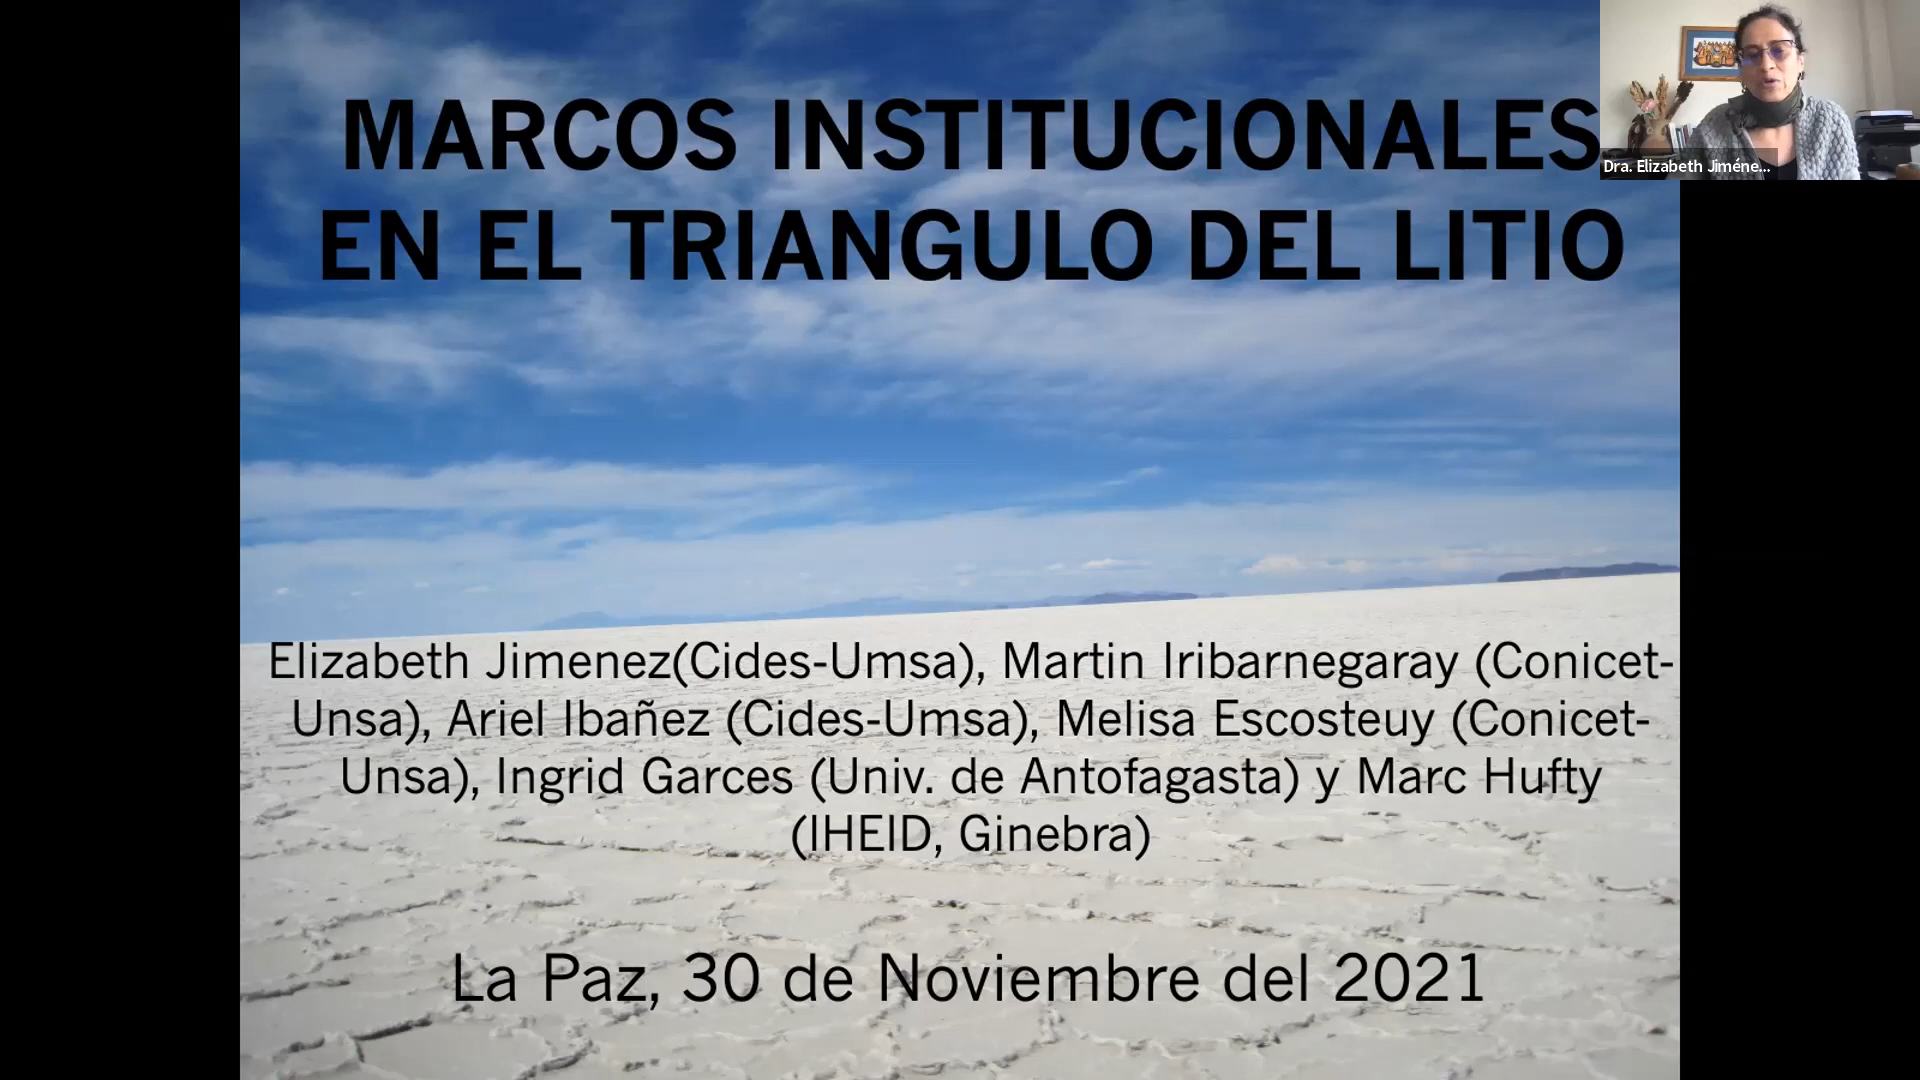 MARCOS INSTITUCIONALES
EN EL TRIANGULO DEL LITIO
Dra. Elizabeth Jiméne...
Elizabeth Jimenez(Cides-Umsa), Martin Iribarnegaray (Conicet-
Unsa), Ariel Ibañez (Cides-Umsa), Melisa Escosteuy (Conicet-
Unsa), Ingrid Garces (Univ. de Antofagasta) y Marc Hufty
(IHEID, Ginebra)
La Paz, 30 de Noviembre del 2021